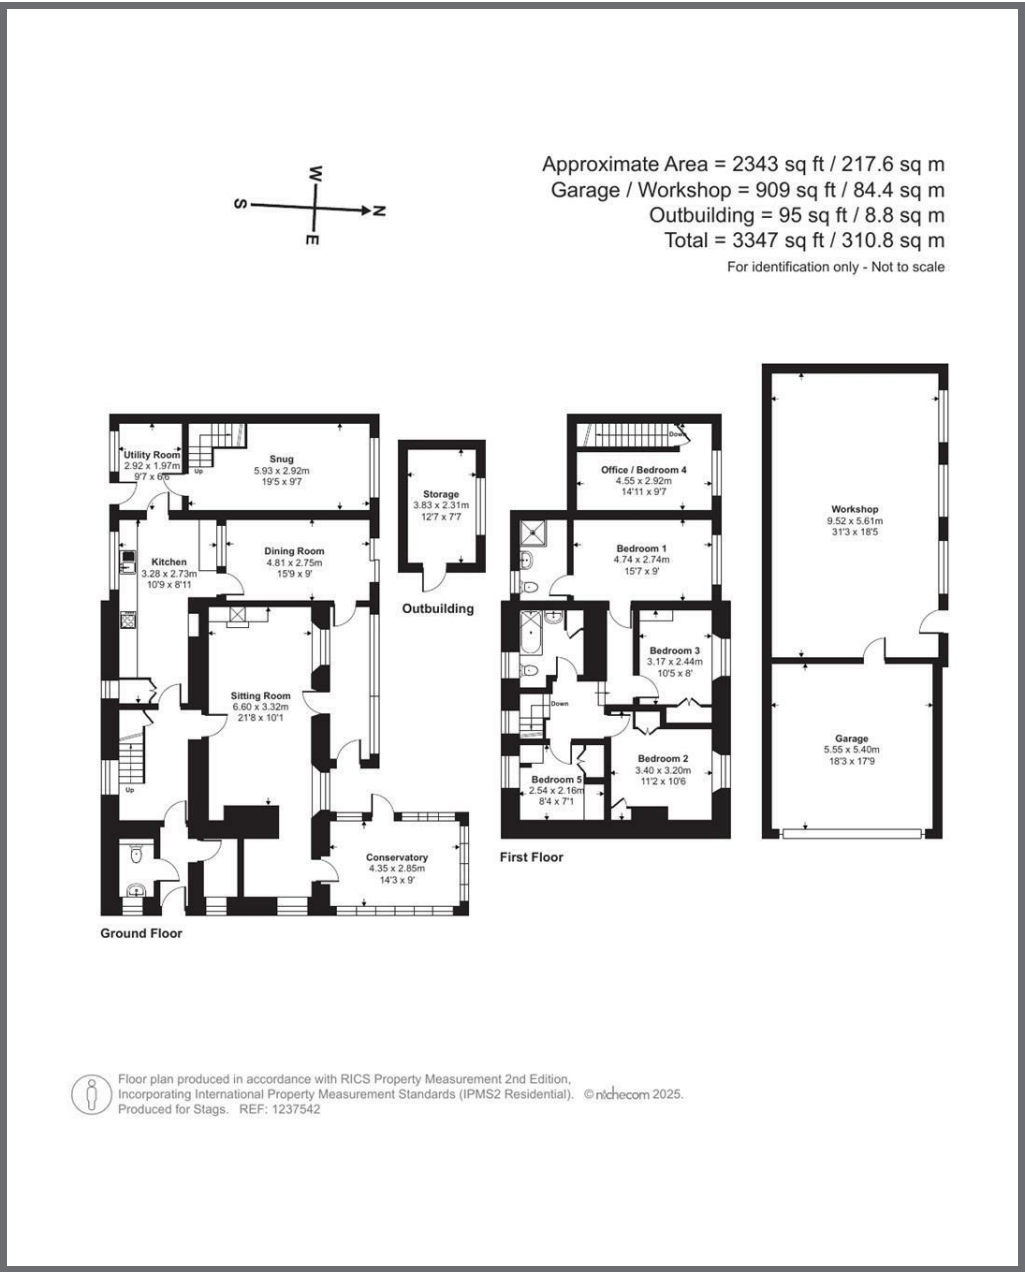 W
S
N
E
Approximate Area = 2343 sq ft / 217.6 sq m
Garage / Workshop = 909 sq ft / 84.4 sq m
Outbuilding = 95 sq ft / 8.8 sq m
Total = 3347 sq ft / 310.8 sq m
For identification only - Not to scale
Utility Room
2.92 x 1.97m
9'7 x 6'6
Up
Snug
5.93 x 2.92m
19'5 x 9'7
Kitchen
3.28 x 2.73m
10'9 x 8'11
Dining Room
4.81 x 2.75m
15'9 x 9'
Sitting Room
6.60 x 3.32m
21'8 x 10'1
Up
Conservatory
4.35 x 2.85m
14'3 x 9'
Ground Floor
Storage
3.83 x 2.31m
12'7 x 7'7
Outbuilding
Down
Office / Bedroom 4
4.55 x 2.92m
14'11 x 9'7
Bedroom 1
4.74 x 2.74m
15'7 x 9'
Bedroom 3
3.17 x 2.44m
10'5 x 8'
Down
Bedroom 2
3.40 x 3.20m
11'2 x 10'6
Bedroom 5
2.54 x 2.16m
8'4 x 7'1
First Floor
Workshop
9.52 x 5.61m
31'3 x 18'5
Garage
5.55 x 5.40m
18'3 x 17'9
Floor plan produced in accordance with RICS Property Measurement 2nd Edition,
Incorporating International Property Measurement Standards (IPMS2 Residential). © nichecom 2025.
Produced for Stags. REF: 1237542